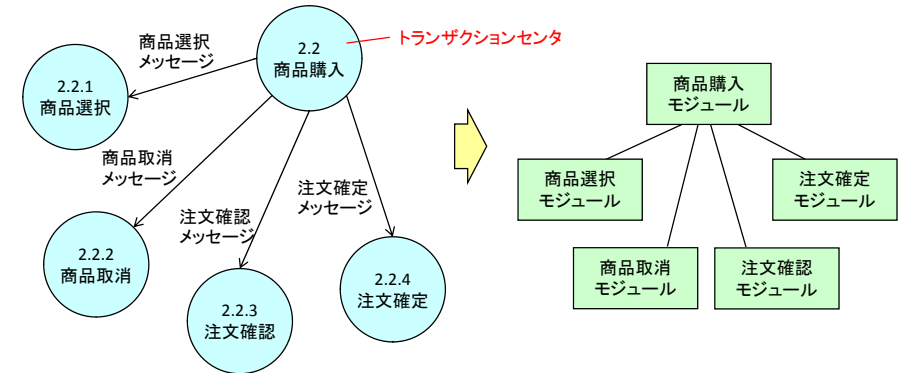 商品選択
メッセージ
2.2
商品購入
トランザクションセンタ
2.2.1
商品選択
商品取消
メッセージ
注文確認
メッセージ
注文確定
メッセージ
2.2.2
商品取消
2.2.3
注文確認
2.2.4
注文確定
商品購入
モジュール
商品選択
モジュール
注文確定
モジュール
商品取消
モジュール
注文確認
モジュール